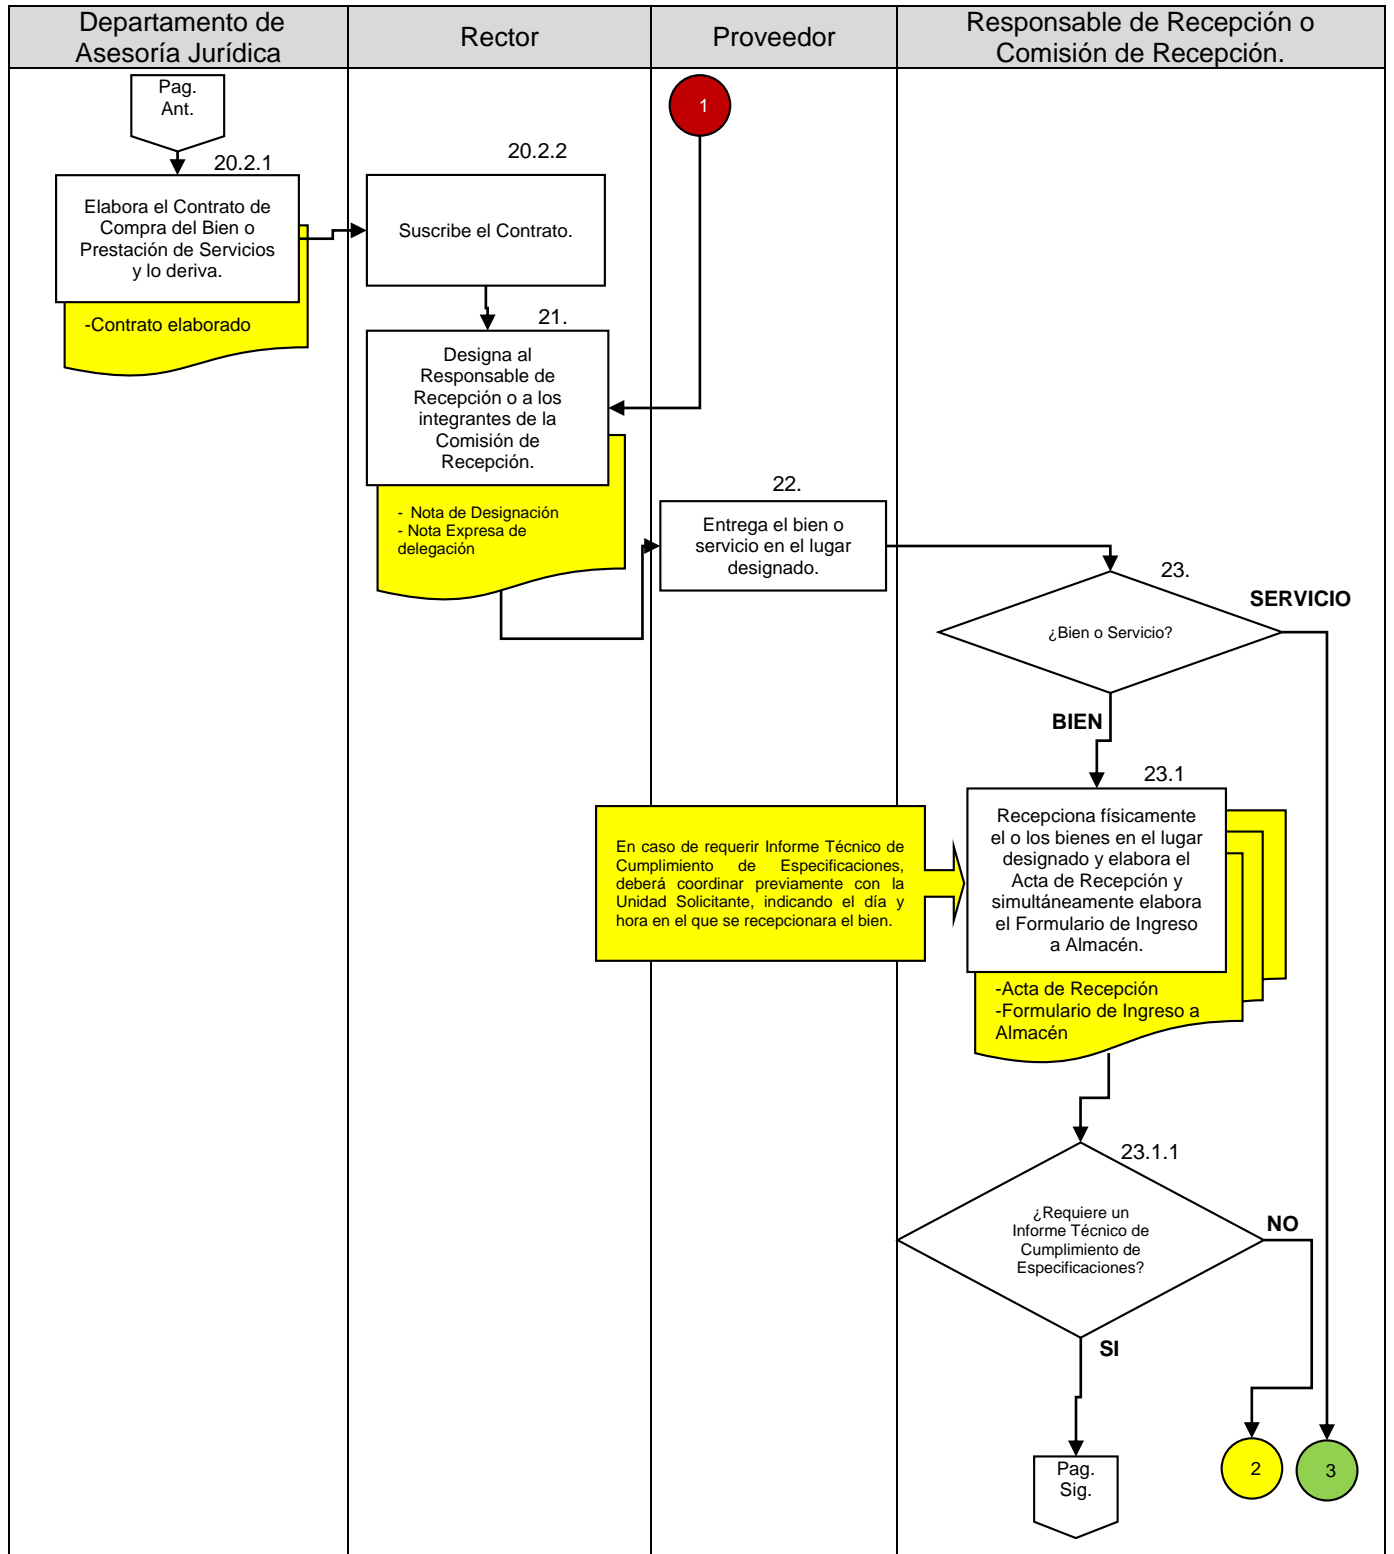 Departamento de
Asesoría Jurídica
Rector
Proveedor
Responsable de Recepción o
Comisión de Recepción.
Pag.
Ant.
1
20.2.1
Elabora el Contrato de
Compra del Bien o
Prestación de Servicios
y lo deriva.
-Contrato elaborado
20.2.2
Suscribe el Contrato.
21.
Designa al
Responsable de
Recepción o a los
integrantes de la
Comisión de
Recepción.
- Nota de Designación
- Nota Expresa de
delegación
22.
Entrega el bien o
servicio en el lugar
designado.
23.
SERVICIO
¿Bien o Servicio?
BIEN
23.1
Recepciona físicamente
el o los bienes en el lugar
designado y elabora el
Acta de Recepción y
simultáneamente elabora
el Formulario de Ingreso
a Almacén.
En caso de requerir Informe Técnico de
Cumplimiento de Especificaciones,
deberá coordinar previamente con la
Unidad Solicitante, indicando el día y
hora en el que se recepcionara el bien.
-Acta de Recepción
-Formulario de Ingreso a
Almacén
23.1.1
¿Requiere un
Informe Técnico de
Cumplimiento de
Especificaciones?
NO
SI
Pag.
Sig.
2
3